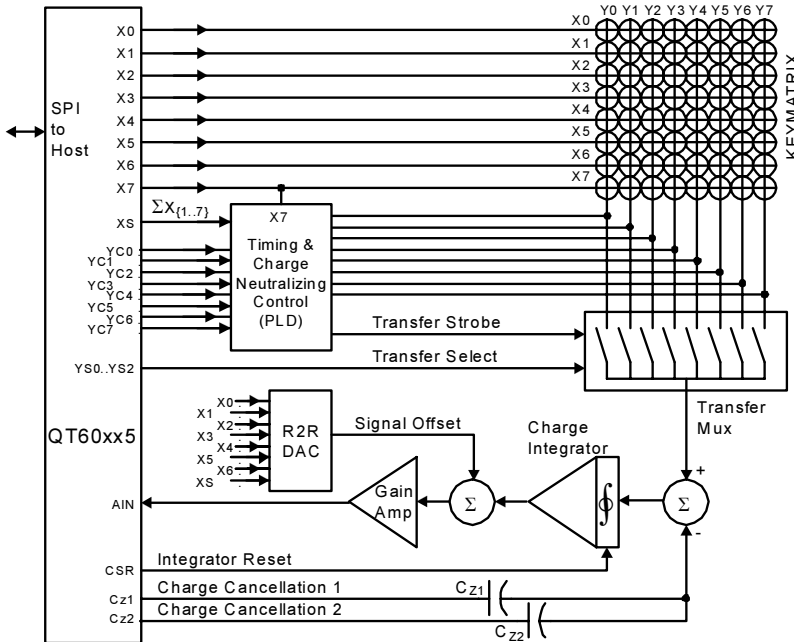 Y0 Y1 Y2 Y3 Y4 Y5 Y6 Y7
X0 X0
X1 X1
X2 X2
X3 X3
X4 X4
X5 X5
X6 X6
X7 X7
KEYMATRIX
SPI
to
Host
XS
ΣX{1..7}
X7
Timing &
Charge
Neutralizing
Control
(PLD)
YC0
YC1
YC2
YC3
YC4
YC5
YC6
YC7
Transfer Strobe
YS0..YS2
Transfer Select
Transfer
Mux
QT60xx5
X0
X1
X2
X3
X4
X5
X6
XS
R2R
DAC
Signal Offset
Charge
Integrator
AIN
Gain
Amp
Σ
∮
Σ
+
-
CSR
Integrator Reset
Cz1
Charge Cancellation 1
CZ1
Cz2
Charge Cancellation 2
CZ2